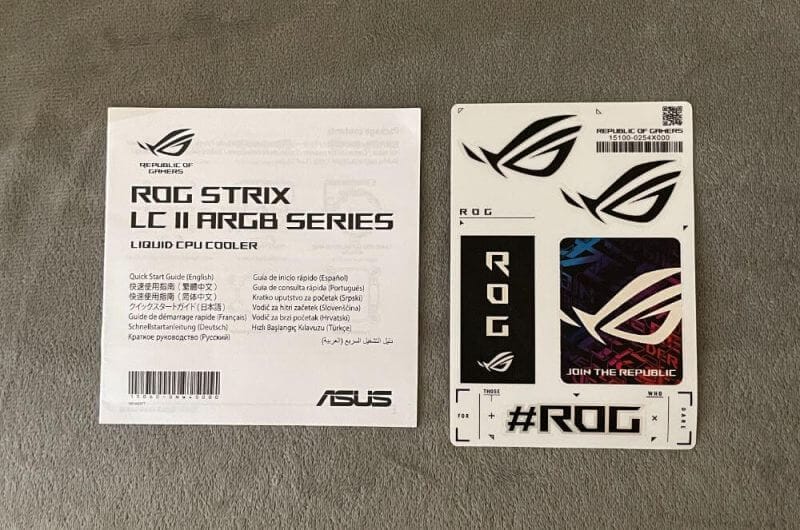 REPUBLIC OF
GAMERS
ROG STRIX
LC II ARGB SERIES
LIQUID CPU COOLER
Quick Start Guide (English)
快速使用指南（繁體中文）
快速使用指南（简体中文）
クイックスタートガイド（日本語）
Guide de démarrage rapide (Français)
Schnellstartanleitung (Deutsch)
Краткое руководство (Русский)
Guía de inicio rápido (Español)
Guia de consulta rápida (Português)
Kratko uputstvo za početak (Srpski)
Vodič za hitri začetek (Slovenščina)
Vodič za brzi početak (Hrvatski)
Hızlı Başlangıç Kılavuzu (Türkçe)
دليل التشغيل السريع (العربية)
ASUS
REPUBLIC OF GAMERS
15100-0254X000
ROG
ROG
JOIN THE REPUBLIC
FOR
THOSE
WHO
DARE
#ROG